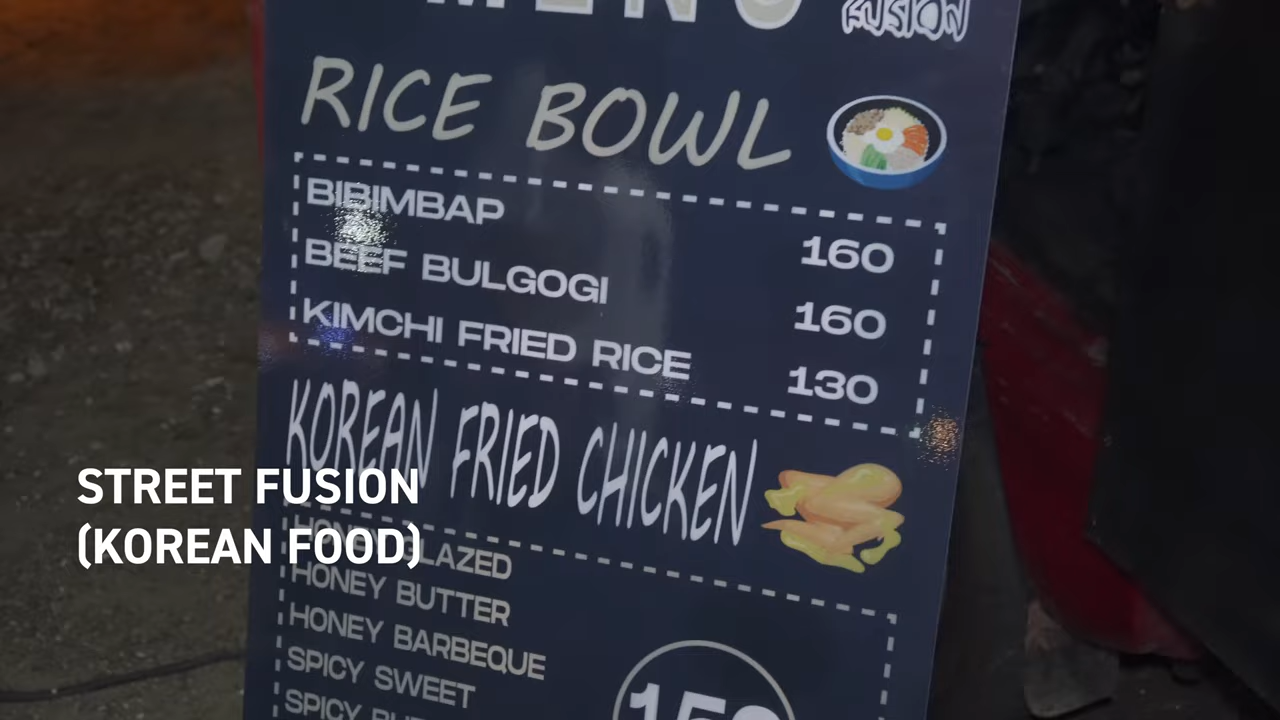 MENU
FUSION
RICE BOWL
BIBIMBAP 160
BEEF BULGOGI 160
KIMCHI FRIED RICE 130
KOREAN FRIED CHICKEN
STREET FUSION
(KOREAN FOOD)
HONEY GLAZED
HONEY BUTTER
HONEY BARBEQUE
SPICY SWEET
SPICY